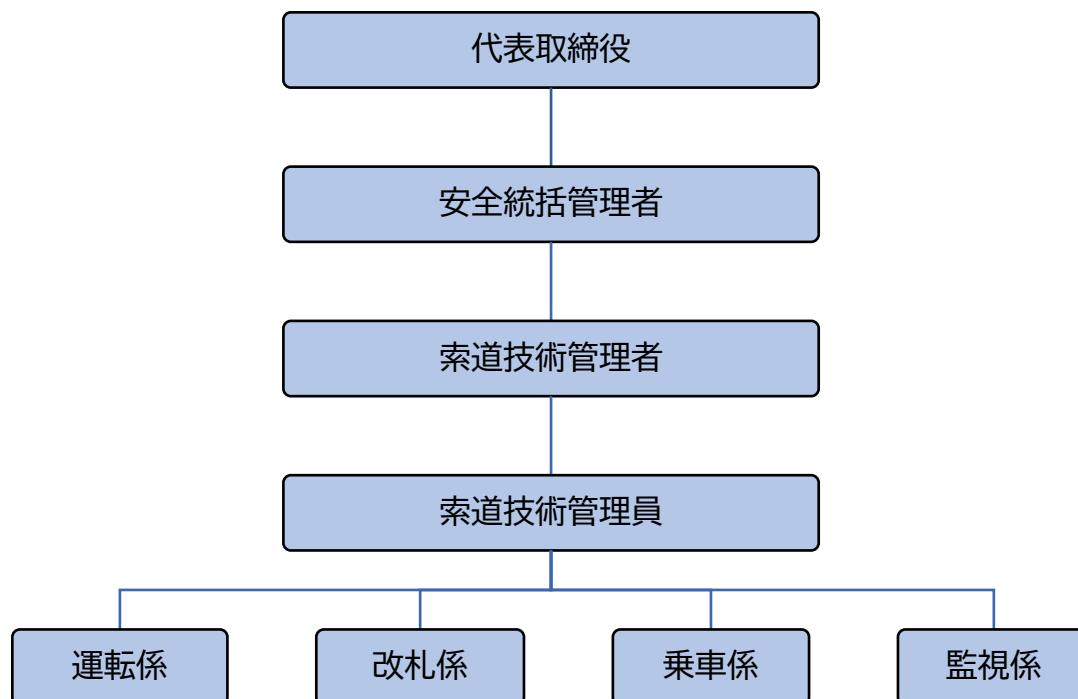 代表取締役
安全統括管理者
索道技術管理者
索道技術管理員
運転係
改札係
乗車係
監視係